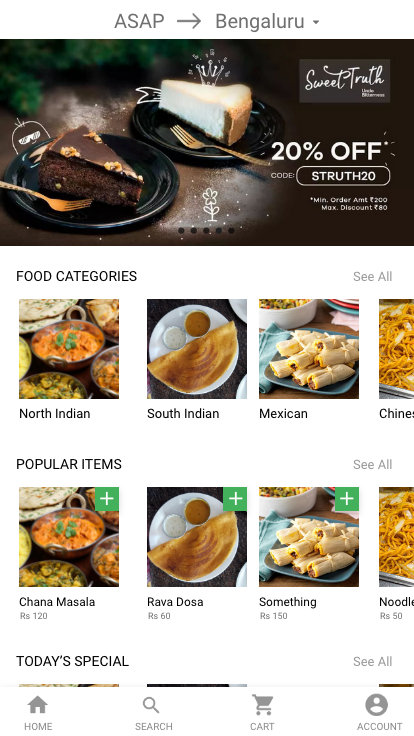 ASAP → Bengaluru
Sweet Truth
Undo
Bitterness
20% OFF*
CODE: STRUTH20
*Min. Order Amt ₹200
Max. Discount ₹80
FOOD CATEGORIES See All
North Indian South Indian Mexican Chines
POPULAR ITEMS See All
Chana Masala Rava Dosa Something Noodle
Rs 120 Rs 60 Rs 150 Rs 50
TODAY'S SPECIAL See All
HOME SEARCH CART ACCOUNT